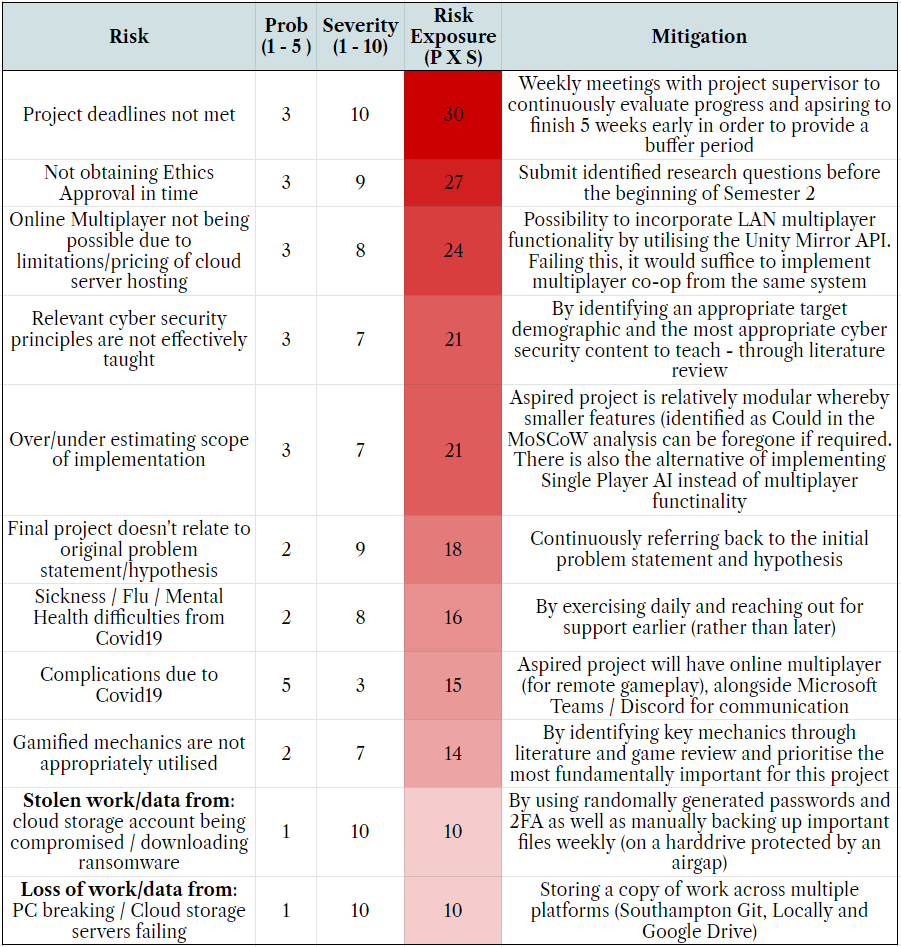 Risk
Prob
(1 - 5 )
Severity
(1 - 10)
Risk
Exposure
(P X S)
Mitigation
Project deadlines not met
3
10
30
Weekly meetings with project supervisor to
continuously evaluate progress and apsiring to
finish 5 weeks early in order to provide a
buffer period
Not obtaining Ethics
Approval in time
3
9
27
Submit identified research questions before
the beginning of Semester 2
Online Multiplayer not being
possible due to
limitations/pricing of cloud
server hosting
3
8
24
Possibility to incorporate LAN multiplayer
functionality by utilising the Unity Mirror API.
Failing this, it would suffice to implement
multiplayer co-op from the same system
Relevant cyber security
principles are not effectively
taught
3
7
21
By identifying an appropriate target
demographic and the most appropriate cyber
security content to teach - through literature
review
Over/under estimating scope
of implementation
3
7
21
Aspired project is relatively modular whereby
smaller features (identified as Could in the
MoSCoW analysis can be foregone if required.
There is also the alternative of implementing
Single Player AI instead of multiplayer
functinality
Final project doesn't relate to
original problem
statement/hypothesis
2
9
18
Continuously referring back to the initial
problem statement and hypothesis
Sickness / Flu / Mental
Health difficulties from
Covid19
2
8
16
By exercising daily and reaching out for
support earlier (rather than later)
Complications due to
Covid19
5
3
15
Aspired project will have online multiplayer
(for remote gameplay), alongside Microsoft
Teams / Discord for communication
Gamified mechanics are not
appropriately utilised
2
7
14
By identifying key mechanics through
literature and game review and prioritise the
most fundamentally important for this project
Stolen work/data from:
cloud storage account being
compromised / downloading
ransomware
1
10
10
By using randomally generated passwords and
2FA as well as manually backing up important
files weekly (on a harddrive protected by an
airgap)
Loss of work/data from:
PC breaking / Cloud storage
servers failing
1
10
10
Storing a copy of work across multiple
platforms (Southampton Git, Locally and
Google Drive)